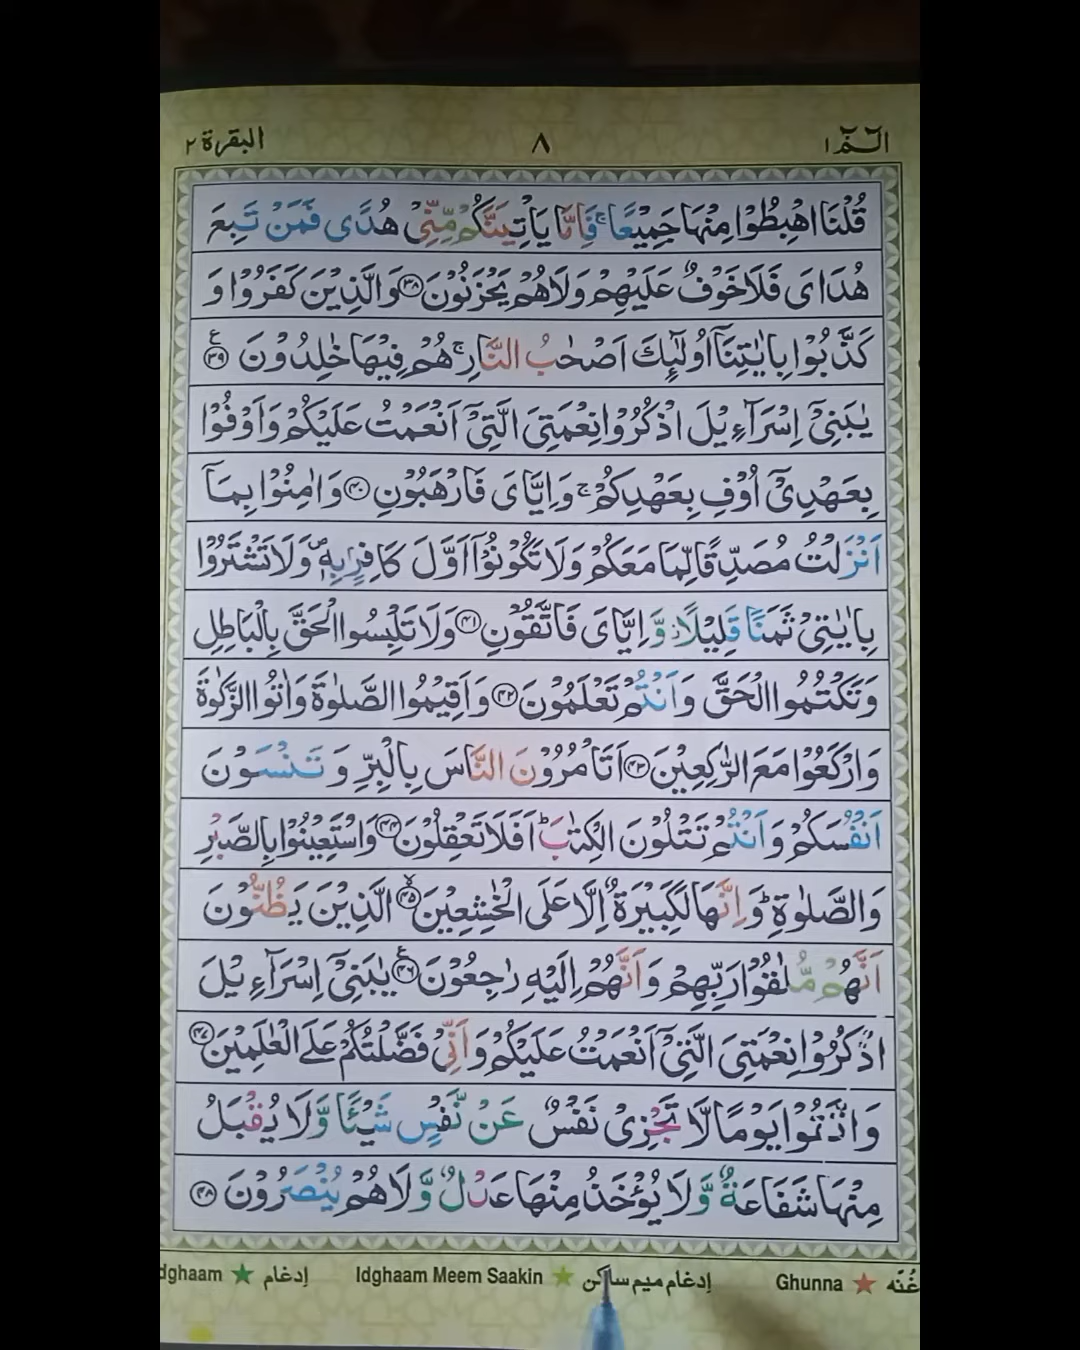 الٓمّٓ ١ ٨ البقرة ٢
قُلْنَا اهْبِطُوْا مِنْهَا جَمِيْعًا ۚ فَاِمَّا يَاْتِيَنَّكُمْ مِّنِّيْ هُدًى فَمَنْ تَبِعَ
هُدَايَ فَلَا خَوْفٌ عَلَيْهِمْ وَلَا هُمْ يَحْزَنُوْنَ ٣٨ وَالَّذِيْنَ كَفَرُوْا وَ
كَذَّبُوْا بِاٰيٰتِنَآ اُولٰٓئِكَ اَصْحٰبُ النَّارِ ۚ هُمْ فِيْهَا خٰلِدُوْنَ ٣٩ ع
يٰبَنِيْٓ اِسْرَآءِيْلَ اذْكُرُوْا نِعْمَتِيَ الَّتِيْٓ اَنْعَمْتُ عَلَيْكُمْ وَاَوْفُوْا
بِعَهْدِيْٓ اُوْفِ بِعَهْدِكُمْ ۚ وَاِيَّايَ فَارْهَبُوْنِ ٤٠ وَاٰمِنُوْا بِمَآ
اَنْزَلْتُ مُصَدِّقًا لِّمَا مَعَكُمْ وَلَا تَكُوْنُوْٓا اَوَّلَ كَافِرٍۭ بِهٖ ۠ وَلَا تَشْتَرُوْا
بِاٰيٰتِيْ ثَمَنًا قَلِيْلًا ۡ وَّاِيَّايَ فَاتَّقُوْنِ ٤١ وَلَا تَلْبِسُوا الْحَقَّ بِالْبَاطِلِ
وَتَكْتُمُوا الْحَقَّ وَاَنْتُمْ تَعْلَمُوْنَ ٤٢ وَاَقِيْمُوا الصَّلٰوةَ وَاٰتُوا الزَّكٰوةَ
وَارْكَعُوْا مَعَ الرّٰكِعِيْنَ ٤٣ اَتَاْمُرُوْنَ النَّاسَ بِالْبِرِّ وَتَنْسَوْنَ
اَنْفُسَكُمْ وَاَنْتُمْ تَتْلُوْنَ الْكِتٰبَ ؕ اَفَلَا تَعْقِلُوْنَ ٤٤ وَاسْتَعِيْنُوْا بِالصَّبْرِ
وَالصَّلٰوةِ ؕ وَاِنَّهَا لَكَبِيْرَةٌ اِلَّا عَلَى الْخٰشِعِيْنَ ٤٥ الَّذِيْنَ يَظُنُّوْنَ
اَنَّهُمْ مُّلٰقُوْا رَبِّهِمْ وَاَنَّهُمْ اِلَيْهِ رٰجِعُوْنَ ٤٦ ع يٰبَنِيْٓ اِسْرَآءِيْلَ
اذْكُرُوْا نِعْمَتِيَ الَّتِيْٓ اَنْعَمْتُ عَلَيْكُمْ وَاَنِّيْ فَضَّلْتُكُمْ عَلَى الْعٰلَمِيْنَ ٤٧
وَاتَّقُوْا يَوْمًا لَّا تَجْزِيْ نَفْسٌ عَنْ نَّفْسٍ شَيْـًٔا وَّلَا يُقْبَلُ
مِنْهَا شَفَاعَةٌ وَّلَا يُؤْخَذُ مِنْهَا عَدْلٌ وَّلَا هُمْ يُنْصَرُوْنَ ٤٨
dghaam إدغام Idghaam Meem Saakin إدغام ميم ساكن Ghunna غُنّه